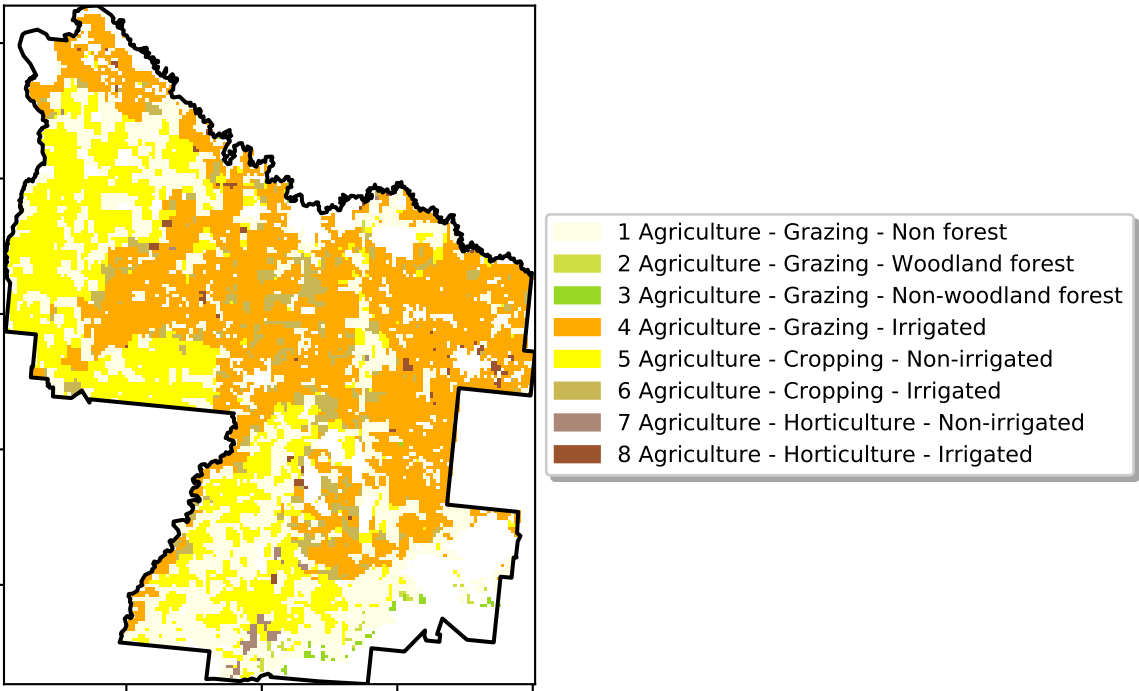 1 Agriculture - Grazing - Non forest
2 Agriculture - Grazing - Woodland forest
3 Agriculture - Grazing - Non-woodland forest
4 Agriculture - Grazing - Irrigated
5 Agriculture - Cropping - Non-irrigated
6 Agriculture - Cropping - Irrigated
7 Agriculture - Horticulture - Non-irrigated
8 Agriculture - Horticulture - Irrigated